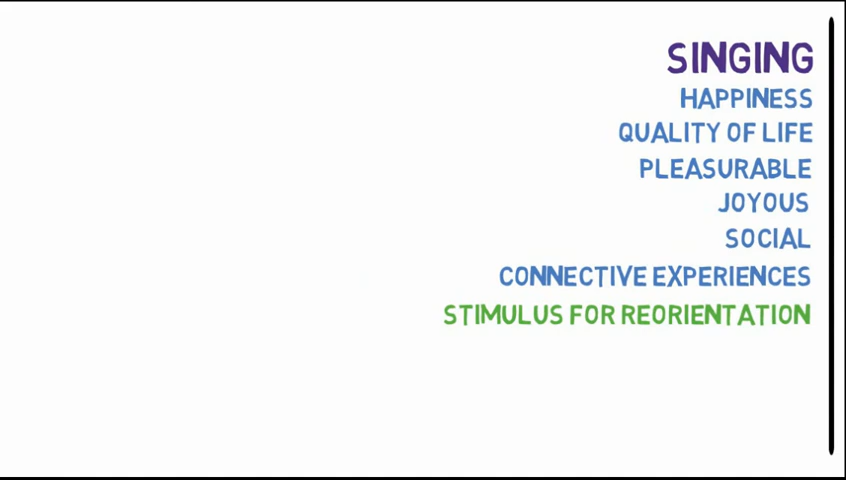 SINGING
HAPPINESS
QUALITY OF LIFE
PLEASURABLE
JOYOUS
SOCIAL
CONNECTIVE EXPERIENCES
STIMULUS FOR REORIENTATION